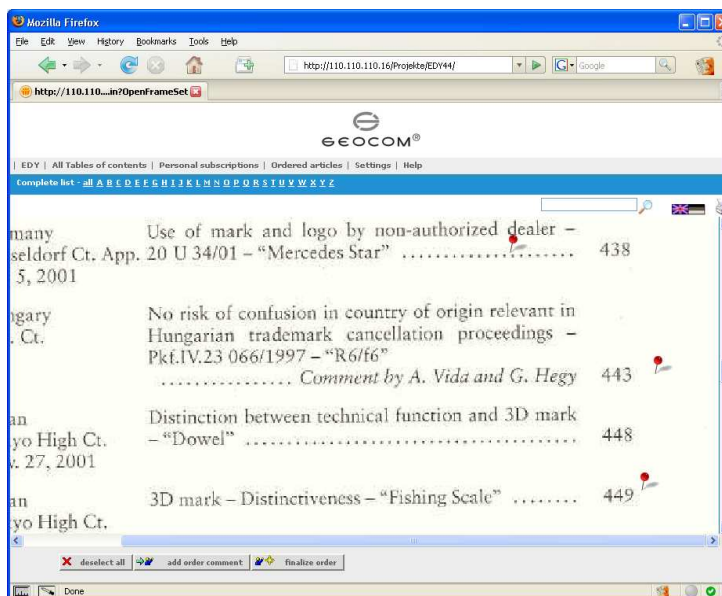 Mozilla Firefox
File Edit View History Bookmarks Tools Help
http://110.110.110.16/Projekte/EDY44/
G Google
http://110.110....in?OpenFrameSet
GEOCOM®
| EDY | All Tables of contents | Personal subscriptions | Ordered articles | Settings | Help
Complete list - all A B C D E F G H I J K L M N O P Q R S T U V W X Y Z
many Use of mark and logo by non-authorized dealer –
seldorf Ct. App. 20 U 34/01 – “Mercedes Star” ...................... 438
5, 2001
ngary No risk of confusion in country of origin relevant in
. Ct. Hungarian trademark cancellation proceedings –
Pkf.IV.23 066/1997 – “R6/f6”
................ Comment by A. Vida and G. Hegy 443
an Distinction between technical function and 3D mark
yo High Ct. – “Dowel” ........................................ 448
v. 27, 2001
an 3D mark – Distinctiveness – “Fishing Scale” ........ 449
yo High Ct.
deselect all add order comment finalize order
Done